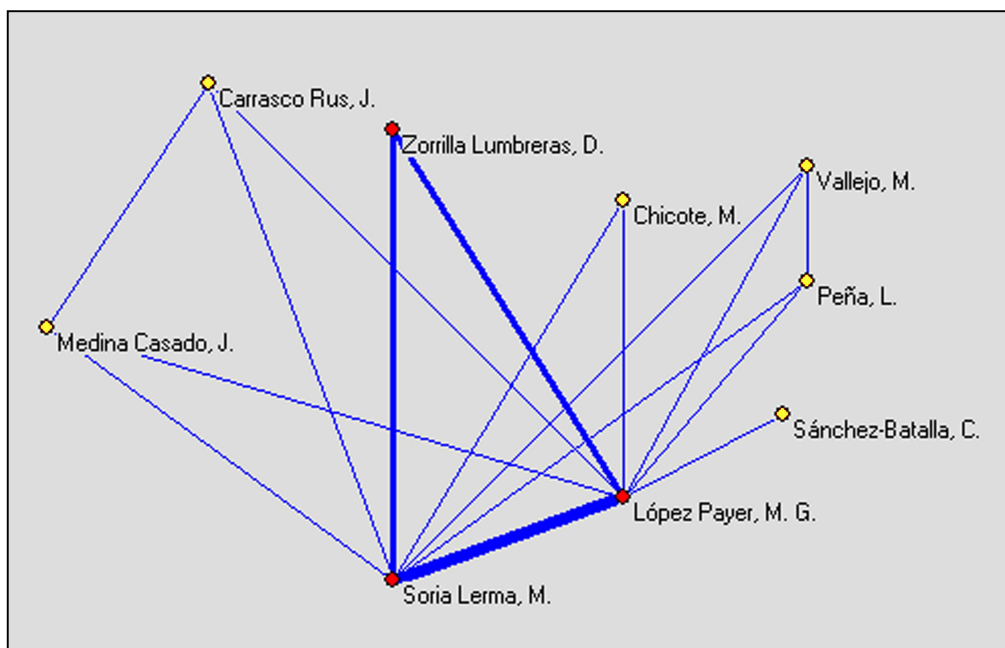 Carrasco Rus, J.
Zorrilla Lumbreras, D.
Vallejo, M.
Chicote, M.
Peña, L.
Medina Casado, J.
Sánchez-Batalla, C.
López Payer, M. G.
Soria Lerma, M.